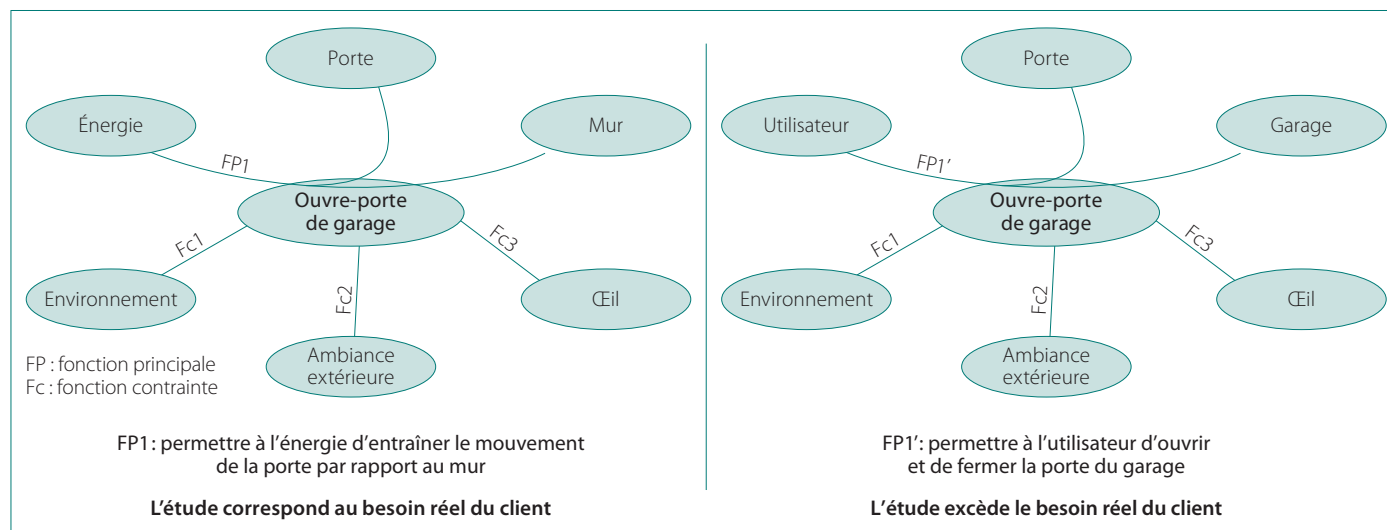 Porte
Énergie
Mur
FP1
Ouvre-porte
de garage
Fc1
Fc3
Environnement
Fc2
Œil
Ambiance
extérieure
FP : fonction principale
Fc : fonction contrainte
FP1 : permettre à l’énergie d’entraîner le mouvement
de la porte par rapport au mur
L’étude correspond au besoin réel du client
Porte
Utilisateur
Garage
FP1’
Ouvre-porte
de garage
Fc1
Fc3
Environnement
Fc2
Œil
Ambiance
extérieure
FP1’ : permettre à l’utilisateur d’ouvrir
et de fermer la porte du garage
L’étude excède le besoin réel du client